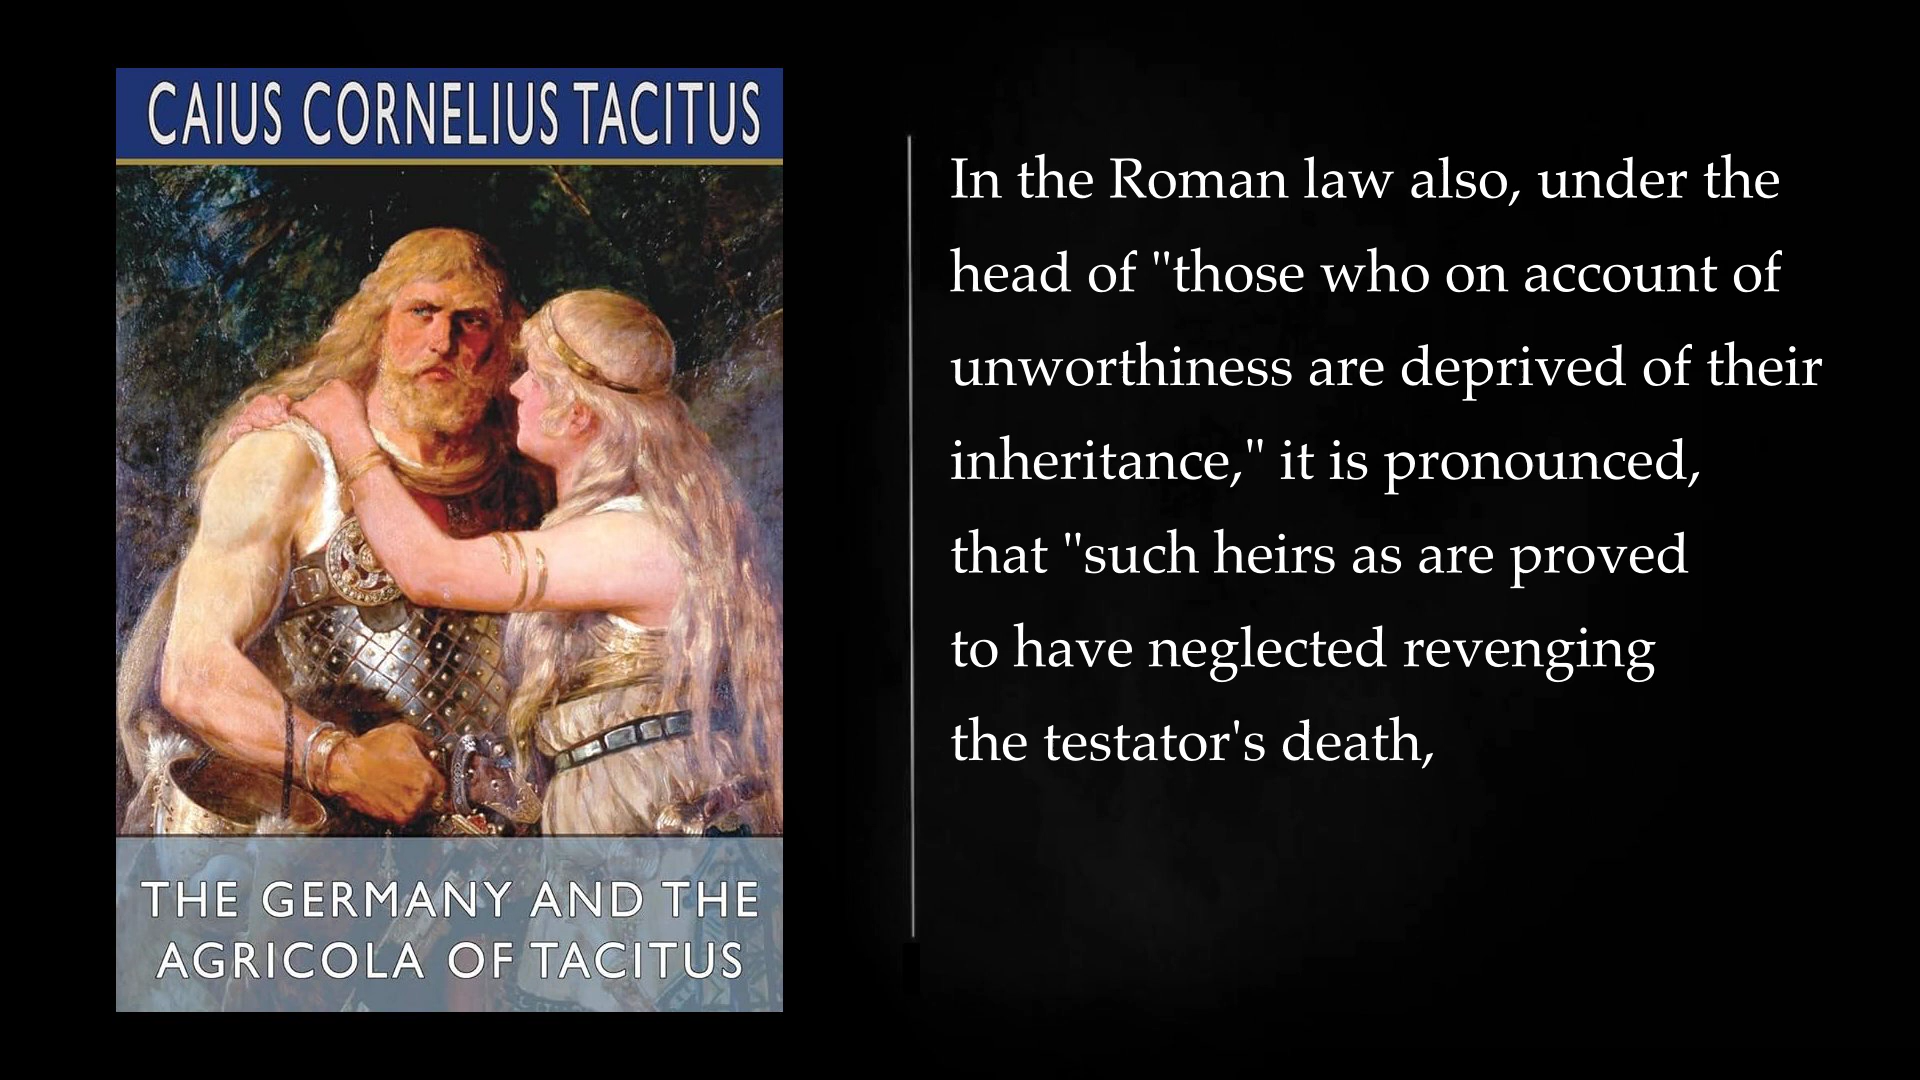 CAIUS CORNELIUS TACITUS
THE GERMANY AND THE
AGRICOLA OF TACITUS
In the Roman law also, under the
head of "those who on account of
unworthiness are deprived of their
inheritance," it is pronounced,
that "such heirs as are proved
to have neglected revenging
the testator's death,